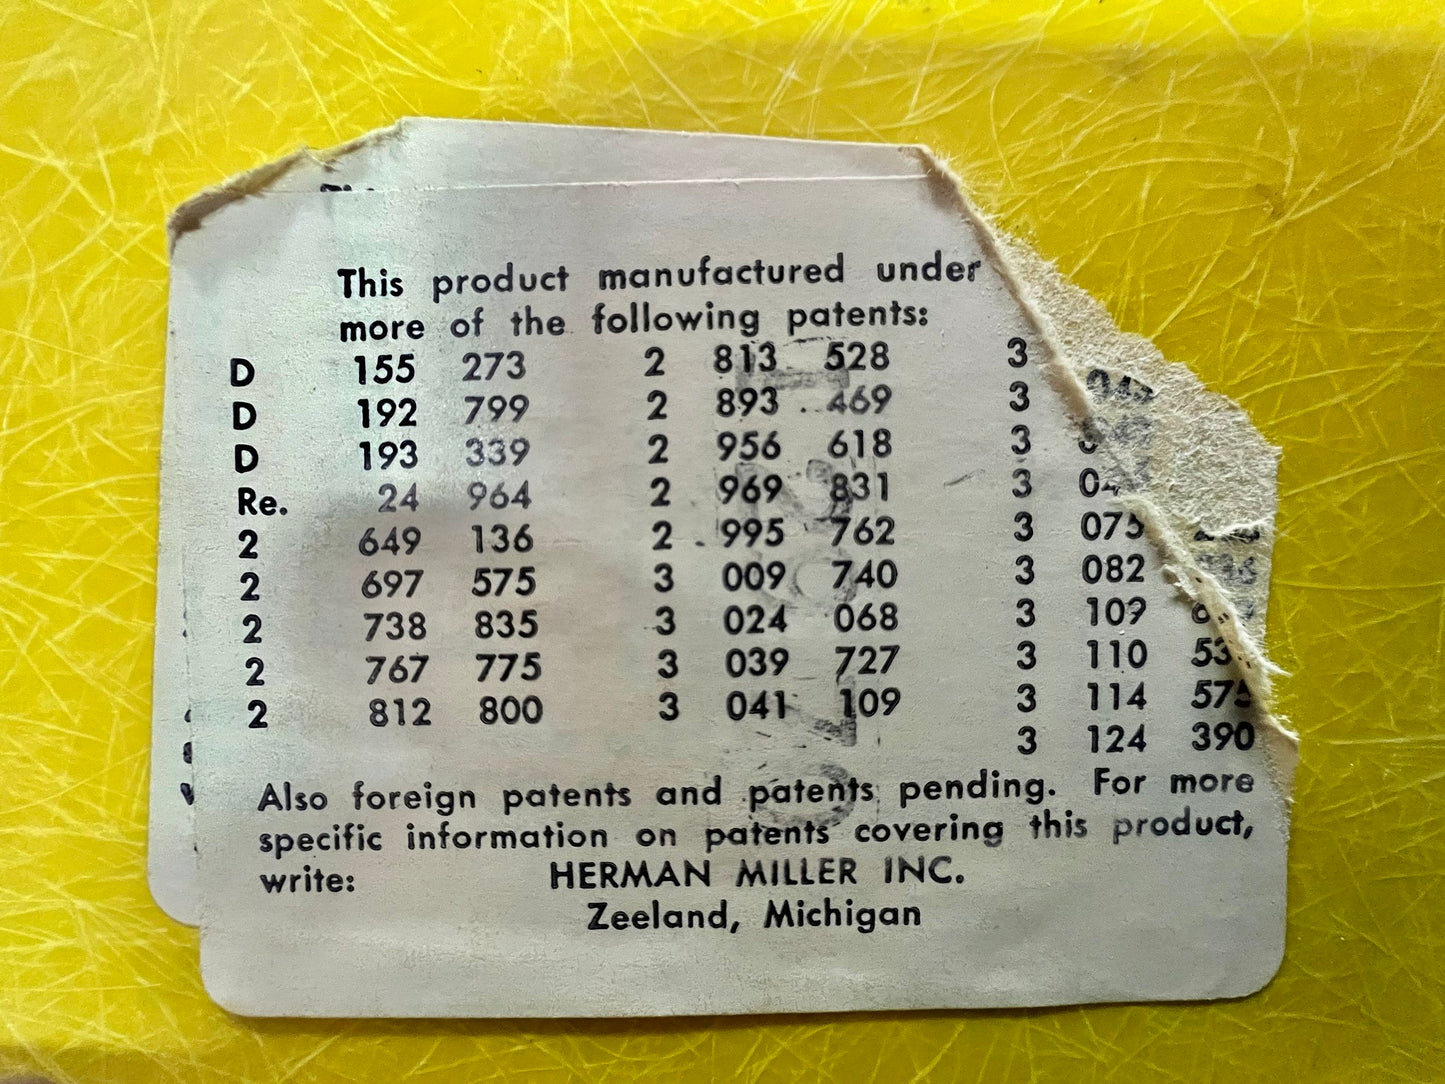 This product manufactured under
more of the following patents:
D 155 273 2 813 528 3
D 192 799 2 893 469 3
D 193 339 2 956 618 3
Re. 24 964 2 969 831 3
2 649 136 2 995 762 3 075
2 697 575 3 009 740 3 082
2 738 835 3 024 068 3 109
2 767 775 3 039 727 3 110
2 812 800 3 041 109 3 114 575
3 124 390
Also foreign patents and patents pending. For more
specific information on patents covering this product,
write: HERMAN MILLER INC.
Zeeland, Michigan